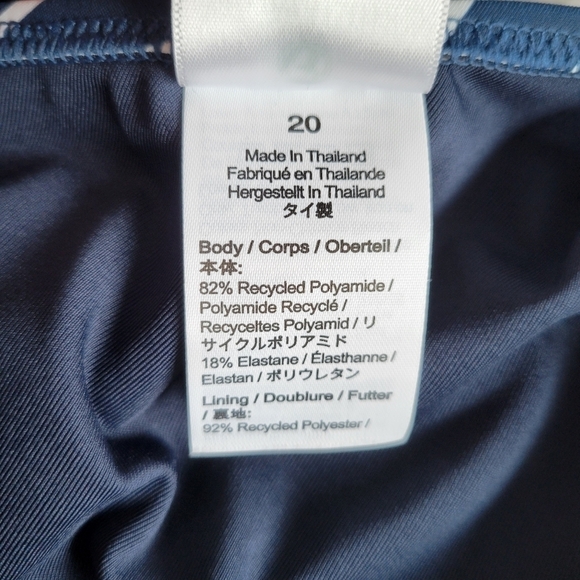 20
Made In Thailand
Fabriqué en Thaïlande
Hergestellt In Thailand
タイ製
Body / Corps / Oberteil /
本体:
82% Recycled Polyamide /
Polyamide Recyclé /
Recyceltes Polyamid / リ
サイクルポリアミド
18% Elastane / Élasthanne /
Elastan / ポリウレタン
Lining / Doublure / Futter
/ 裏地:
92% Recycled Polyester /